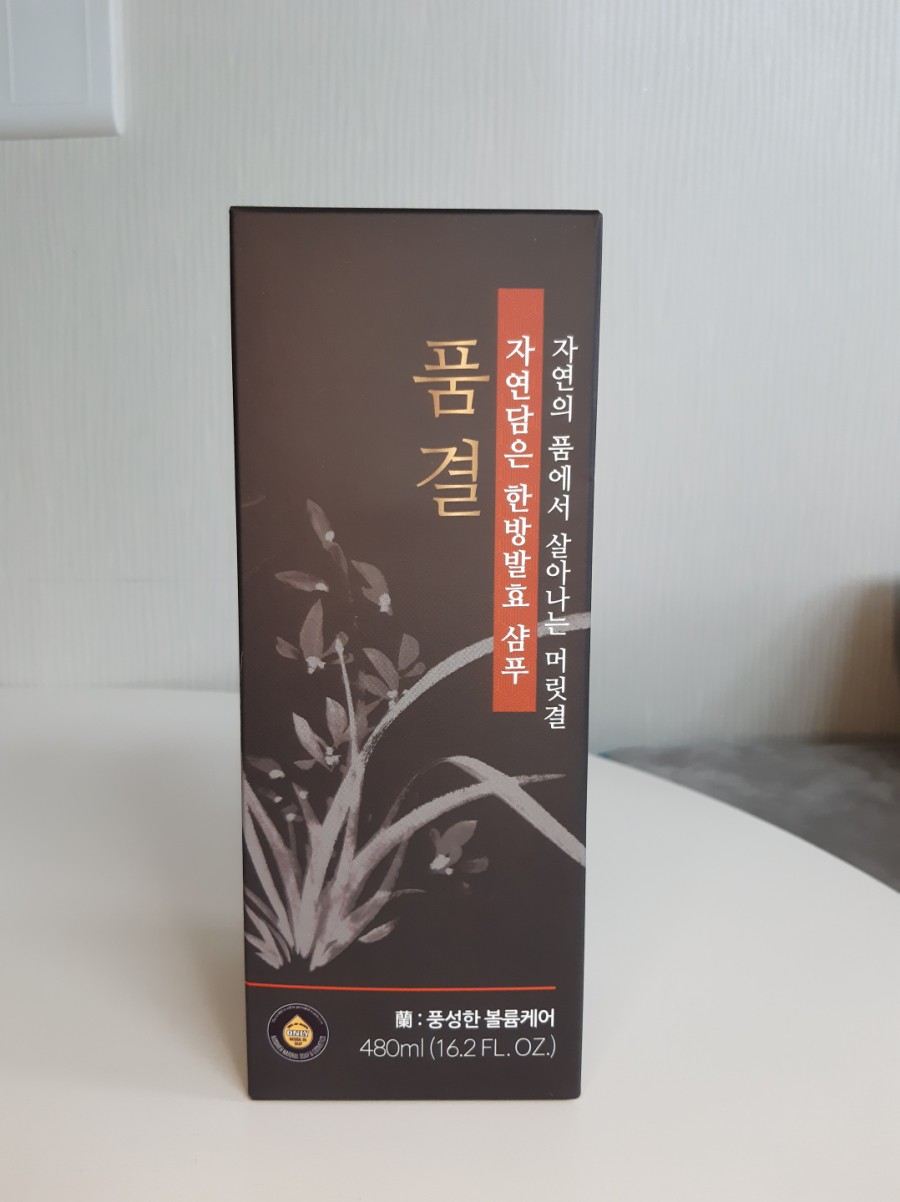 자연의 품에서 살아나는 머릿결
자연담은 한방발효 샴푸
품결
蘭 : 풍성한 볼륨케어
480ml (16.2 FL. OZ.)
ONLY